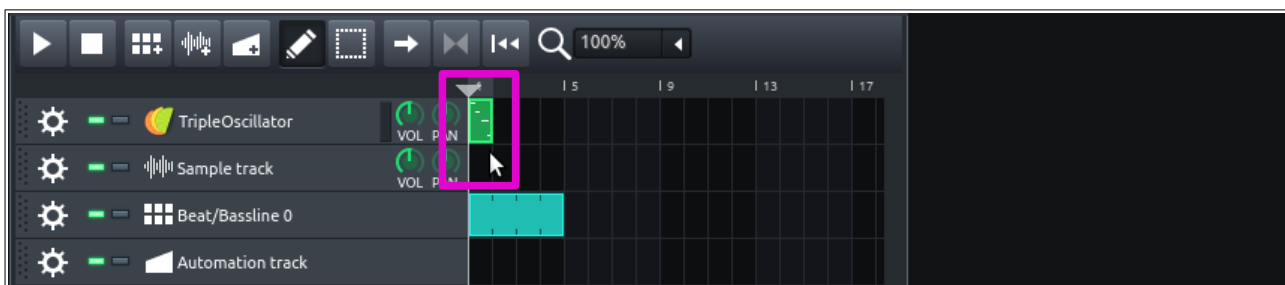 100%
5 9 13 17
TripleOscillator VOL PAN
Sample track VOL PAN
Beat/Bassline 0
Automation track